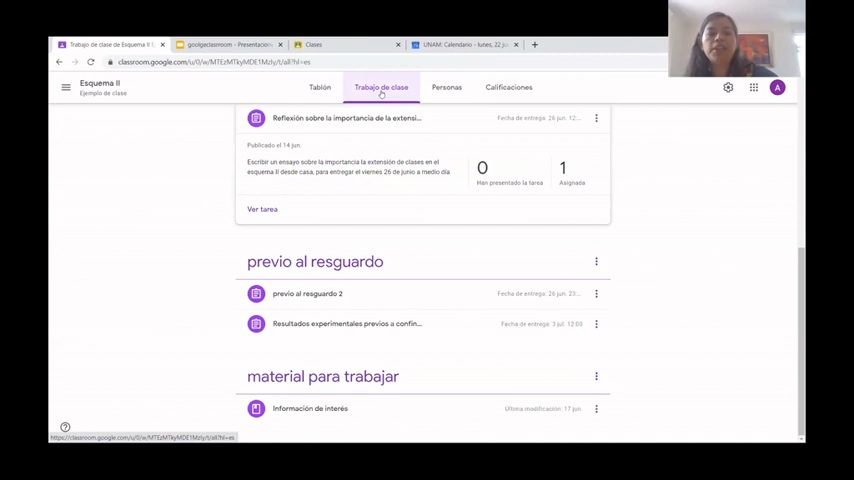 Trabajo de clase de Esquema II
goolgeclasrroom - Presentación
Clases
UNAM: Calendario - lunes, 22 ju
classroom.google.com/u/0/w/MTEzMTkyMDE1Mzly/t/all?hl=es
Esquema II
Ejemplo de clase
Tablón
Trabajo de clase
Personas
Calificaciones
A
Reflexión sobre la importancia de la extensi...
Fecha de entrega: 26 jun. 12:...
Publicado el 14 jun.
Escribir un ensayo sobre la importancia la extensión de clases en el
esquema II desde casa, para entregar el viernes 26 de junio a medio día
0
Han presentado la tarea
1
Asignada
Ver tarea
previo al resguardo
previo al resguardo 2
Fecha de entrega: 26 jun. 23:...
Resultados experimentales previos a confin...
Fecha de entrega: 3 jul. 12:00
material para trabajar
Información de interés
Última modificación: 17 jun.
https://classroom.google.com/u/0/w/MTEzMTkyMDE1Mzly/t/all?hl=es